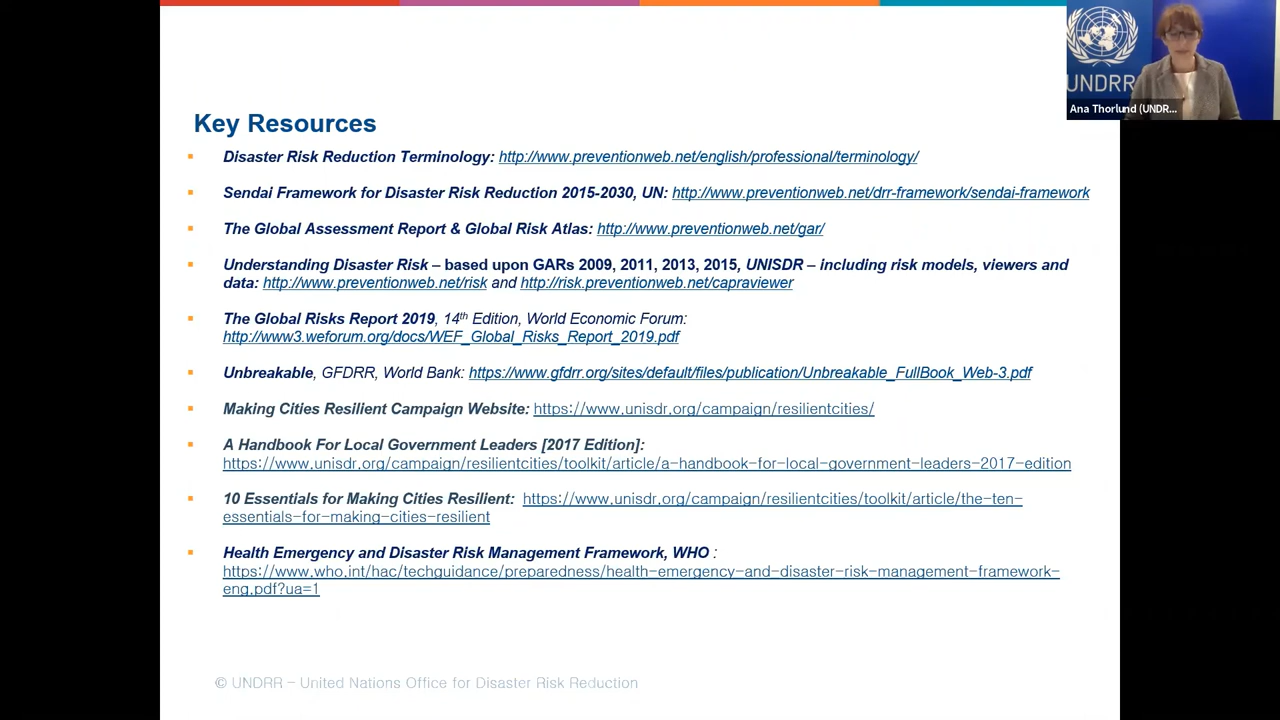 UNDRR
Ana Thorlund (UNDR...
Key Resources
▪ Disaster Risk Reduction Terminology: http://www.preventionweb.net/english/professional/terminology/
▪ Sendai Framework for Disaster Risk Reduction 2015-2030, UN: http://www.preventionweb.net/drr-framework/sendai-framework
▪ The Global Assessment Report & Global Risk Atlas: http://www.preventionweb.net/gar/
▪ Understanding Disaster Risk – based upon GARs 2009, 2011, 2013, 2015, UNISDR – including risk models, viewers and
data: http://www.preventionweb.net/risk and http://risk.preventionweb.net/capraviewer
▪ The Global Risks Report 2019, 14th Edition, World Economic Forum:
http://www3.weforum.org/docs/WEF_Global_Risks_Report_2019.pdf
▪ Unbreakable, GFDRR, World Bank: https://www.gfdrr.org/sites/default/files/publication/Unbreakable_FullBook_Web-3.pdf
▪ Making Cities Resilient Campaign Website: https://www.unisdr.org/campaign/resilientcities/
▪ A Handbook For Local Government Leaders [2017 Edition]:
https://www.unisdr.org/campaign/resilientcities/toolkit/article/a-handbook-for-local-government-leaders-2017-edition
▪ 10 Essentials for Making Cities Resilient: https://www.unisdr.org/campaign/resilientcities/toolkit/article/the-ten-
essentials-for-making-cities-resilient
▪ Health Emergency and Disaster Risk Management Framework, WHO :
https://www.who.int/hac/techguidance/preparedness/health-emergency-and-disaster-risk-management-framework-
eng.pdf?ua=1
© UNDRR – United Nations Office for Disaster Risk Reduction